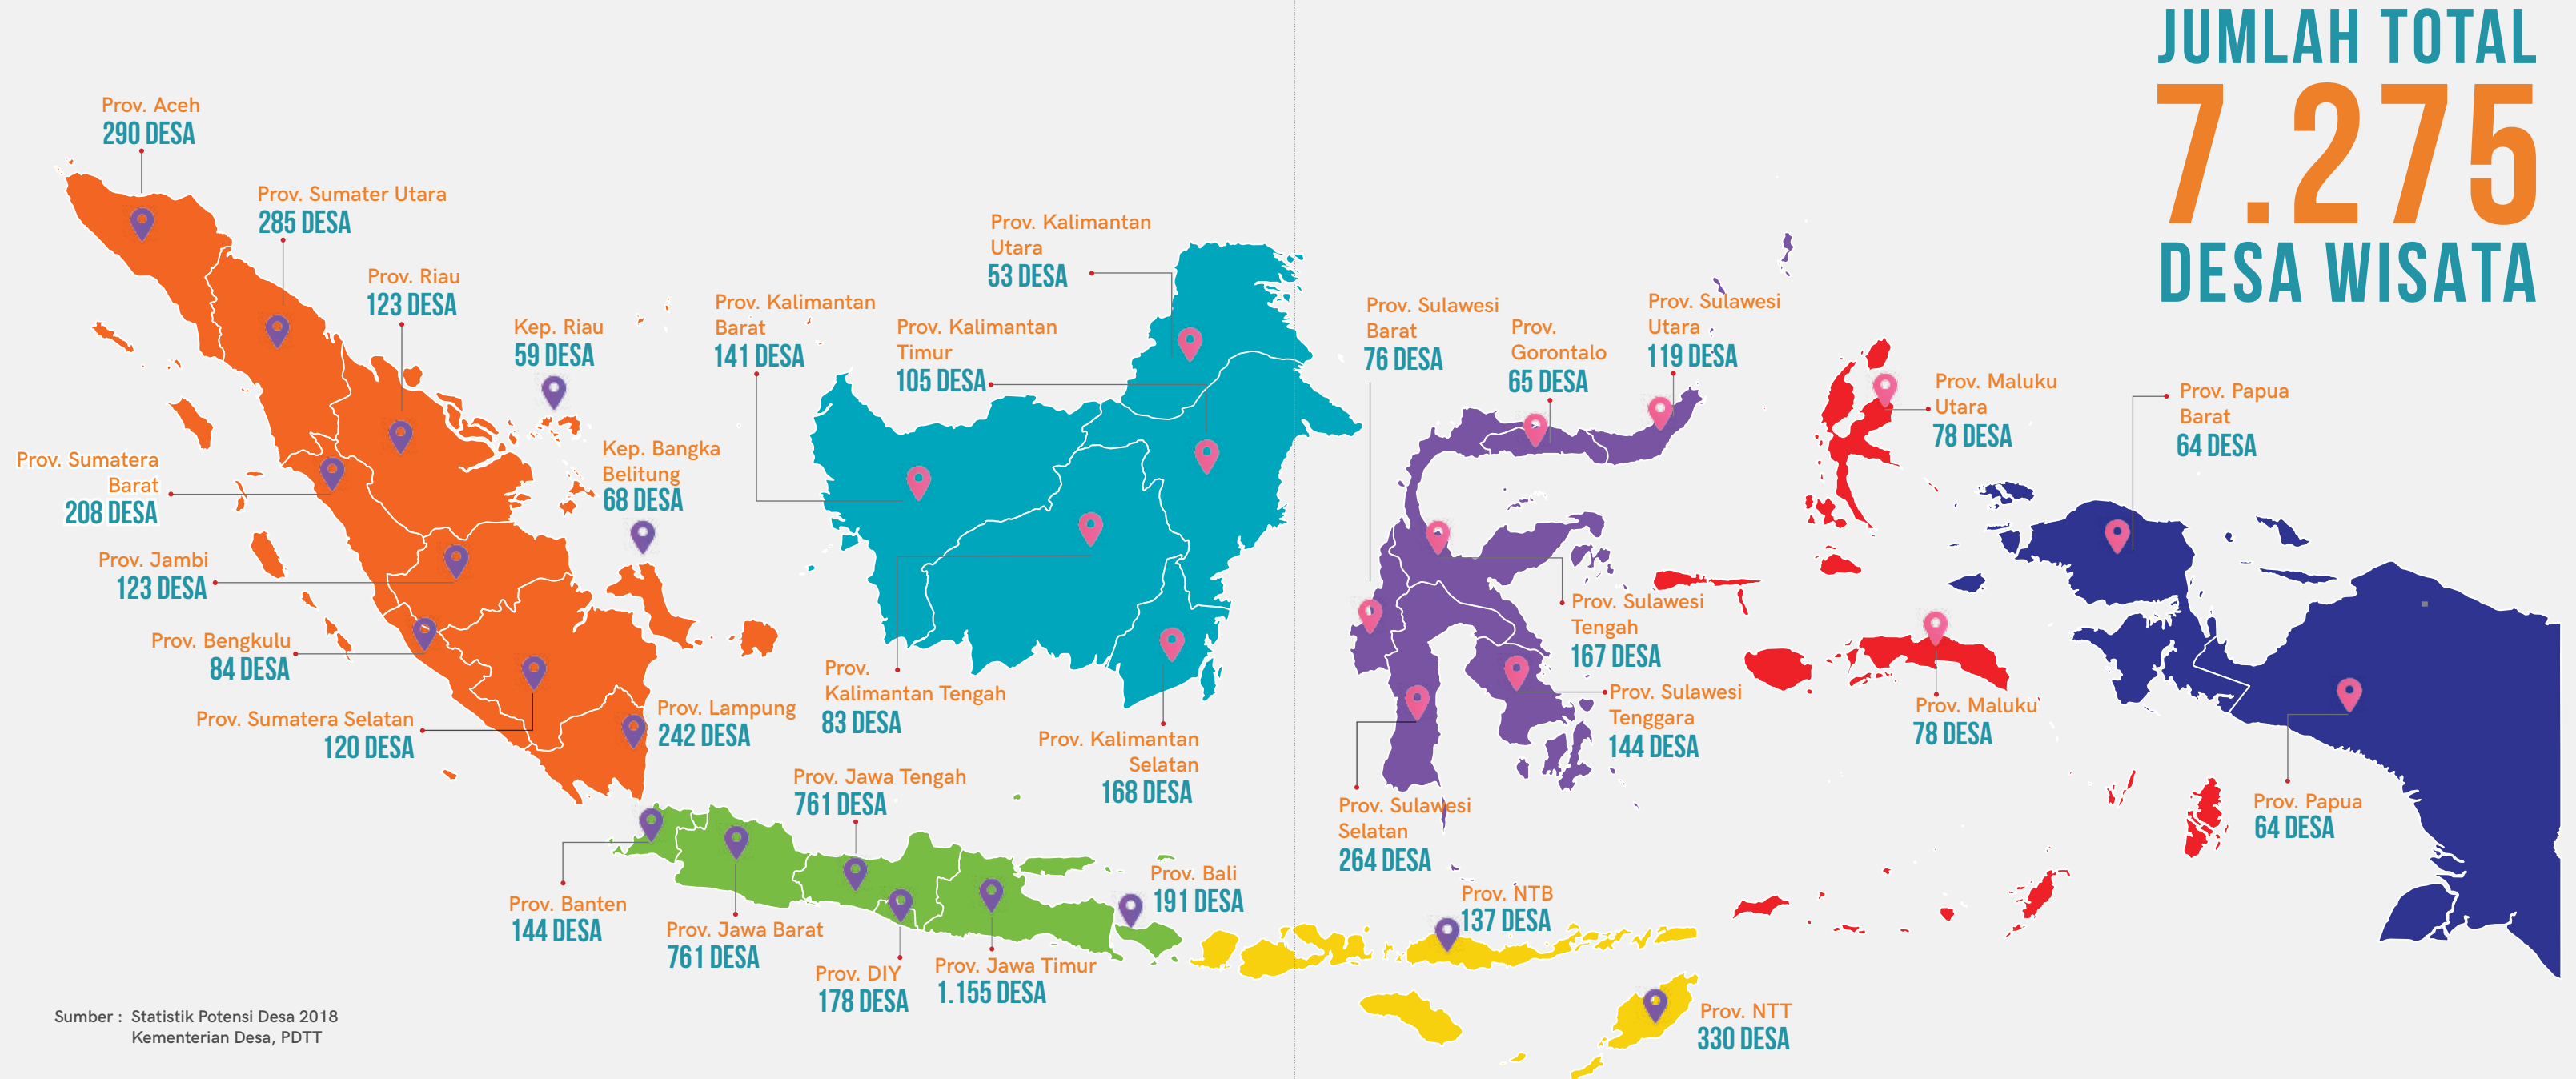 JUMLAH TOTAL
7.275
DESA WISATA
Prov. Aceh
290 DESA
Prov. Sumater Utara
285 DESA
Prov. Riau
123 DESA
Kep. Riau
59 DESA
Kep. Bangka
Belitung
68 DESA
Prov. Sumatera
Barat
208 DESA
Prov. Jambi
123 DESA
Prov. Bengkulu
84 DESA
Prov. Sumatera Selatan
120 DESA
Prov. Lampung
242 DESA
Prov. Kalimantan
Barat
141 DESA
Prov. Kalimantan
Timur
105 DESA
Prov. Kalimantan
Utara
53 DESA
Prov.
Kalimantan Tengah
83 DESA
Prov. Kalimantan
Selatan
168 DESA
Prov. Jawa Tengah
761 DESA
Prov. Banten
144 DESA
Prov. Jawa Barat
761 DESA
Prov. DIY
178 DESA
Prov. Jawa Timur
1.155 DESA
Prov. Bali
191 DESA
Prov. NTB
137 DESA
Prov. NTT
330 DESA
Prov. Sulawesi
Barat
76 DESA
Prov.
Gorontalo
65 DESA
Prov. Sulawesi
Utara
119 DESA
Prov. Sulawesi
Tengah
167 DESA
Prov. Sulawesi
Tenggara
144 DESA
Prov. Sulawesi
Selatan
264 DESA
Prov. Maluku
Utara
78 DESA
Prov. Maluku
78 DESA
Prov. Papua
Barat
64 DESA
Prov. Papua
64 DESA
Sumber : Statistik Potensi Desa 2018
Kementerian Desa, PDTT